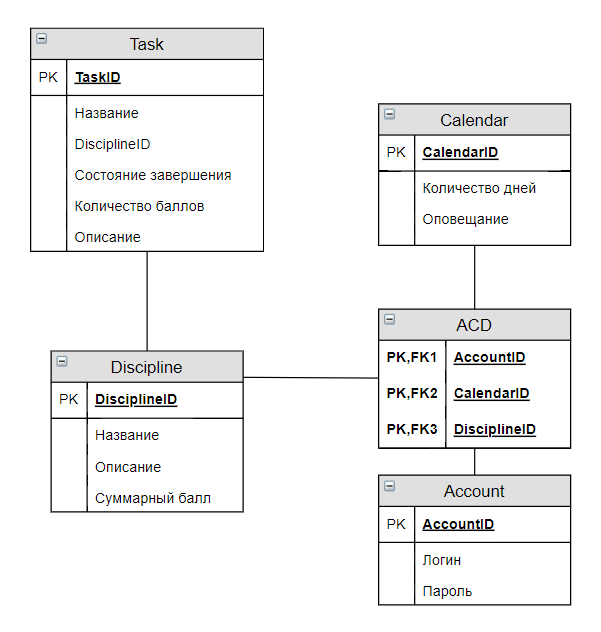 Task
PK TaskID
Название
DisciplineID
Состояние завершения
Количество баллов
Описание
Calendar
PK CalendarID
Количество дней
Оповещание
ACD
PK,FK1 AccountID
PK,FK2 CalendarID
PK,FK3 DisciplineID
Discipline
PK DisciplineID
Название
Описание
Суммарный балл
Account
PK AccountID
Логин
Пароль